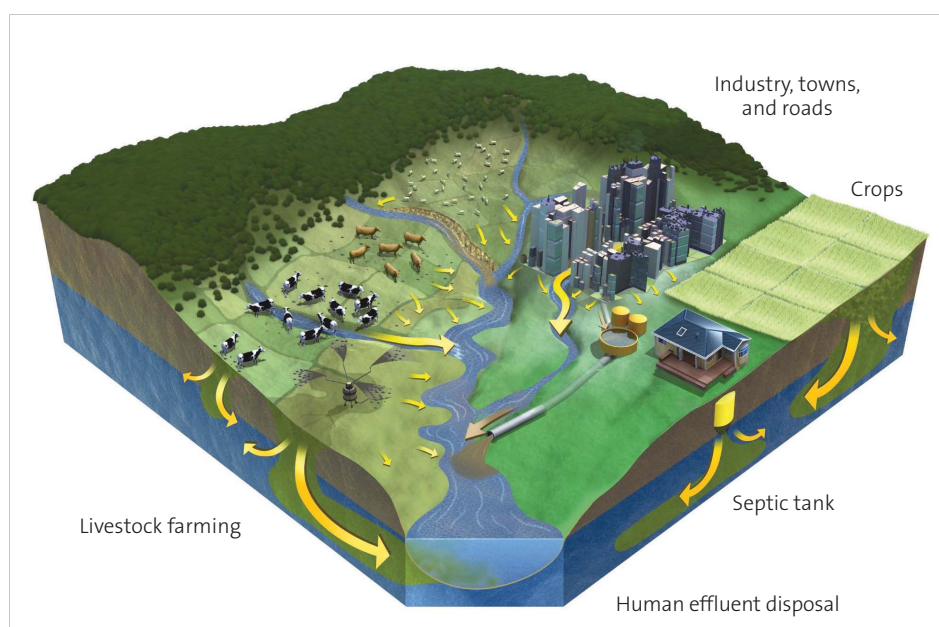 Industry, towns,
and roads
Crops
Septic tank
Livestock farming
Human effluent disposal